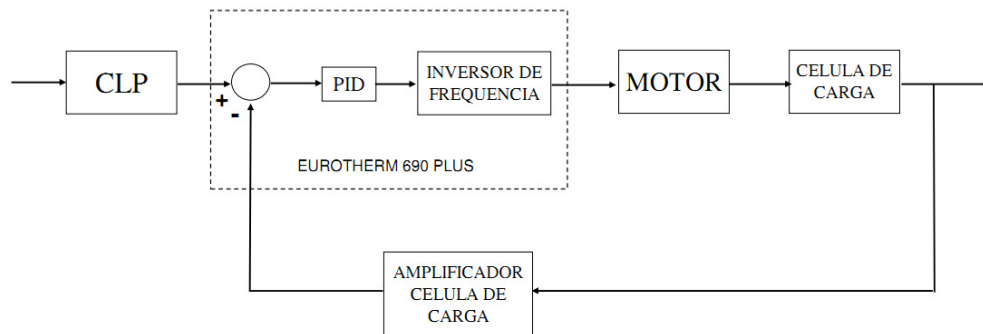 CLP
+
-
PID
INVERSOR DE
FREQUENCIA
MOTOR
CELULA DE
CARGA
EUROTHERM 690 PLUS
AMPLIFICADOR
CELULA DE
CARGA